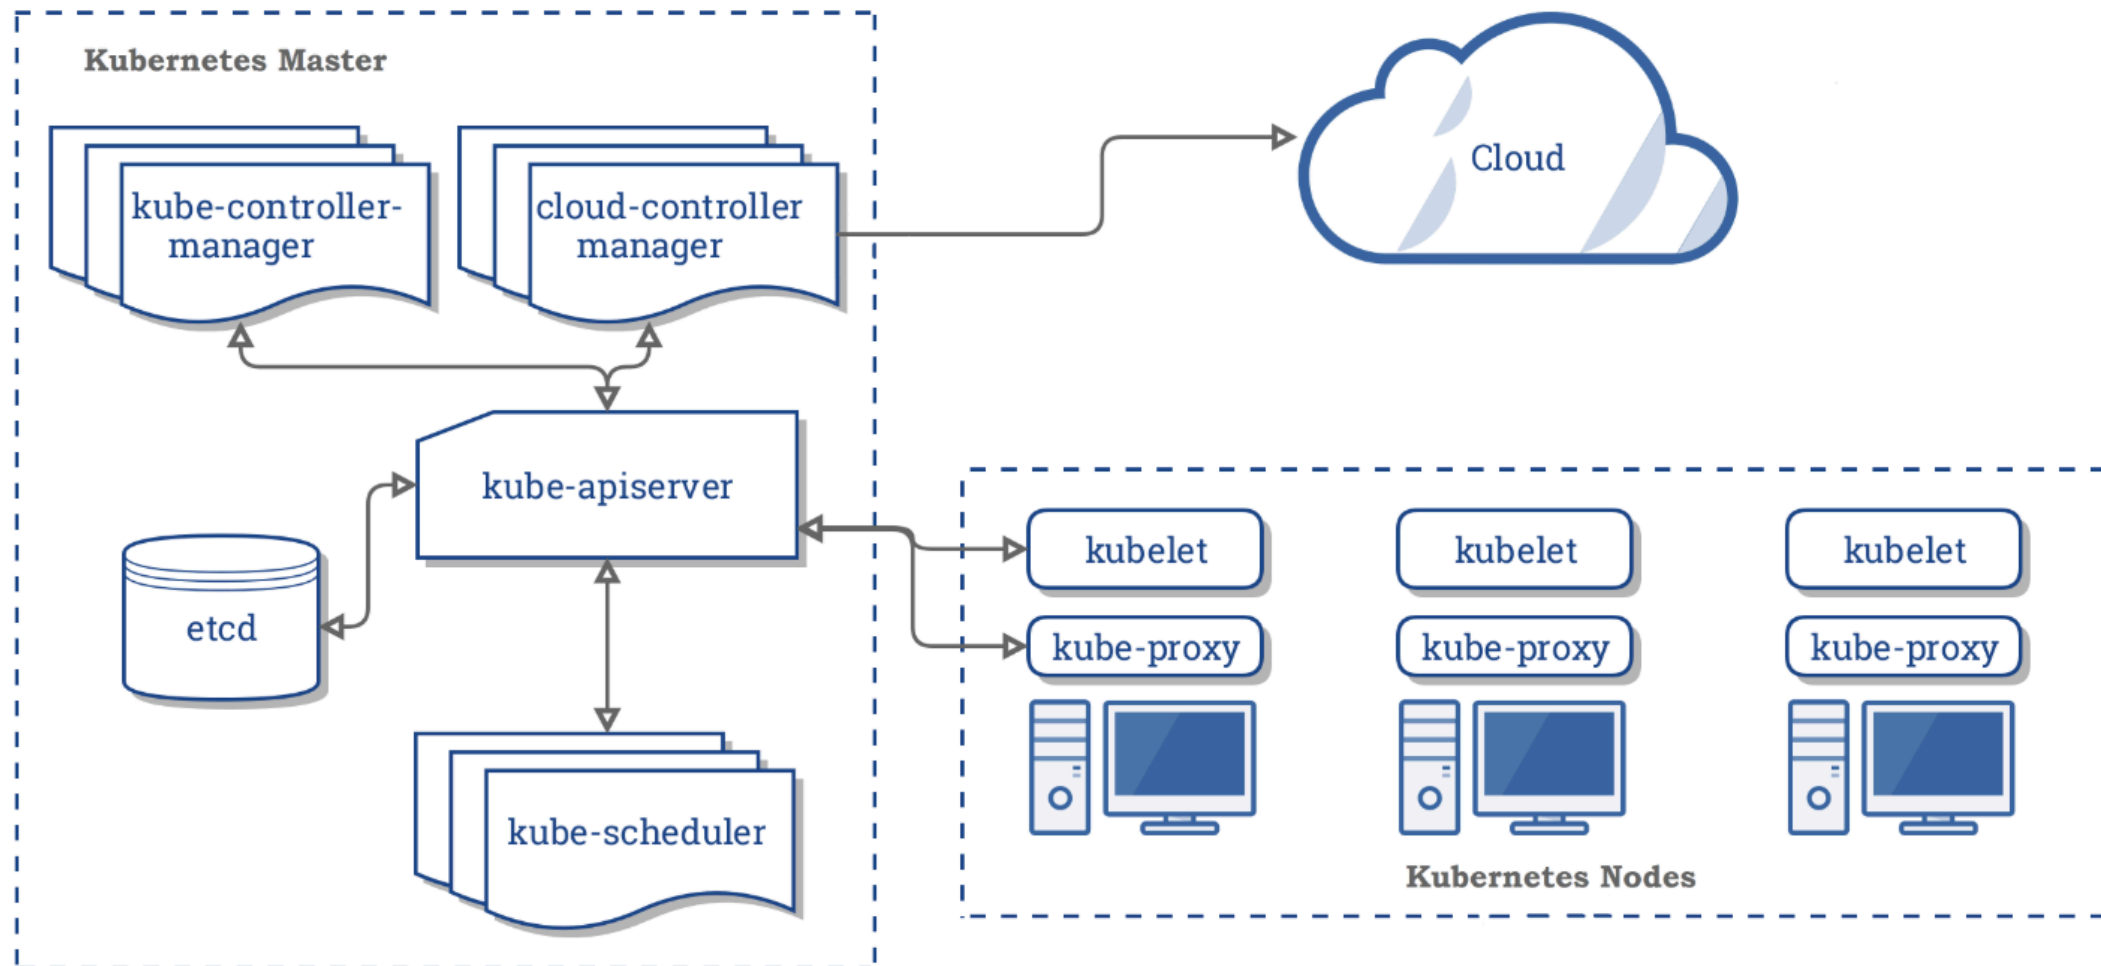 Kubernetes Master
kube-controller-
manager
cloud-controller
manager
Cloud
kube-apiserver
etcd
kube-scheduler
kubelet
kubelet
kubelet
kube-proxy
kube-proxy
kube-proxy
Kubernetes Nodes